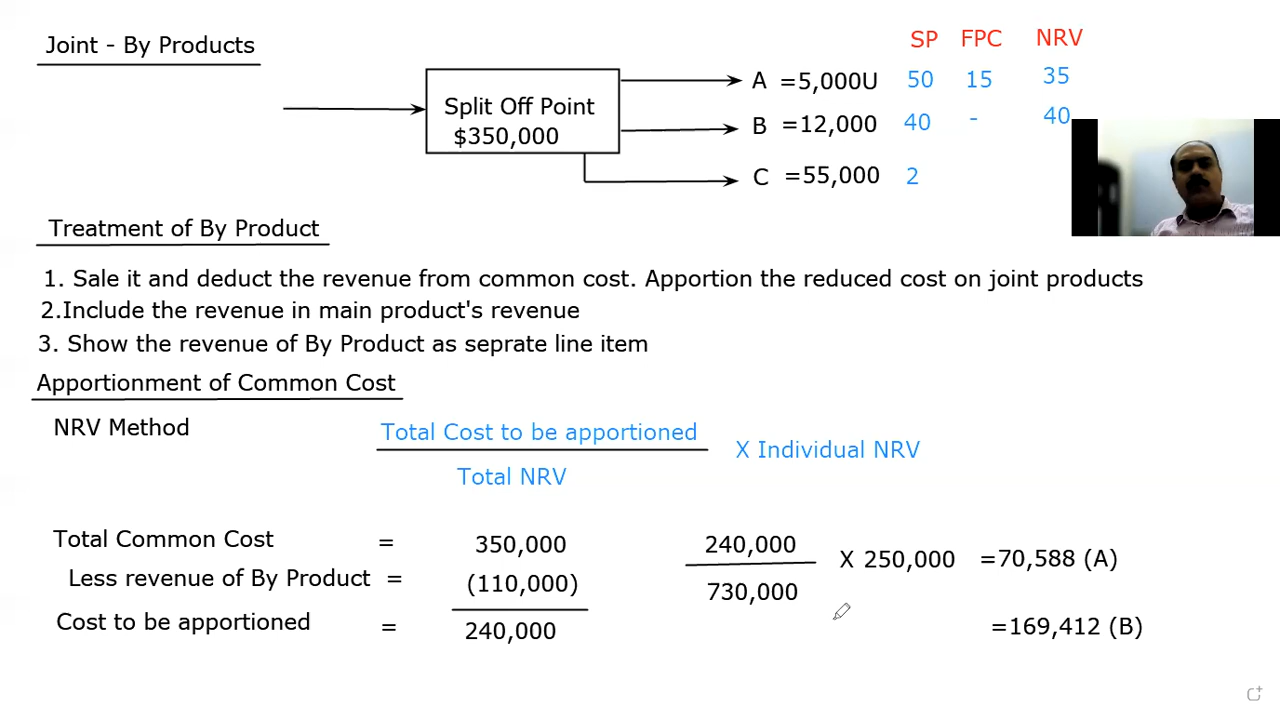 Joint - By Products
SP FPC NRV
A =5,000U 50 15 35
Split Off Point
$350,000
B =12,000 40 - 40
C =55,000 2
Treatment of By Product
1. Sale it and deduct the revenue from common cost. Apportion the reduced cost on joint products
2.Include the revenue in main product's revenue
3. Show the revenue of By Product as seprate line item
Apportionment of Common Cost
NRV Method
Total Cost to be apportioned
X Individual NRV
Total NRV
Total Common Cost = 350,000
Less revenue of By Product = (110,000)
Cost to be apportioned = 240,000
240,000
X 250,000 =70,588 (A)
730,000
=169,412 (B)